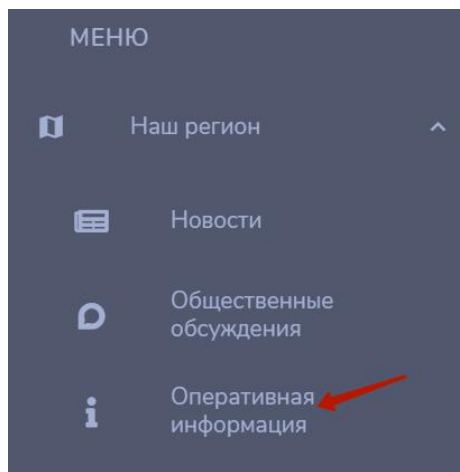 МЕНЮ
Наш регион
Новости
Общественные
обсуждения
Оперативная
информация